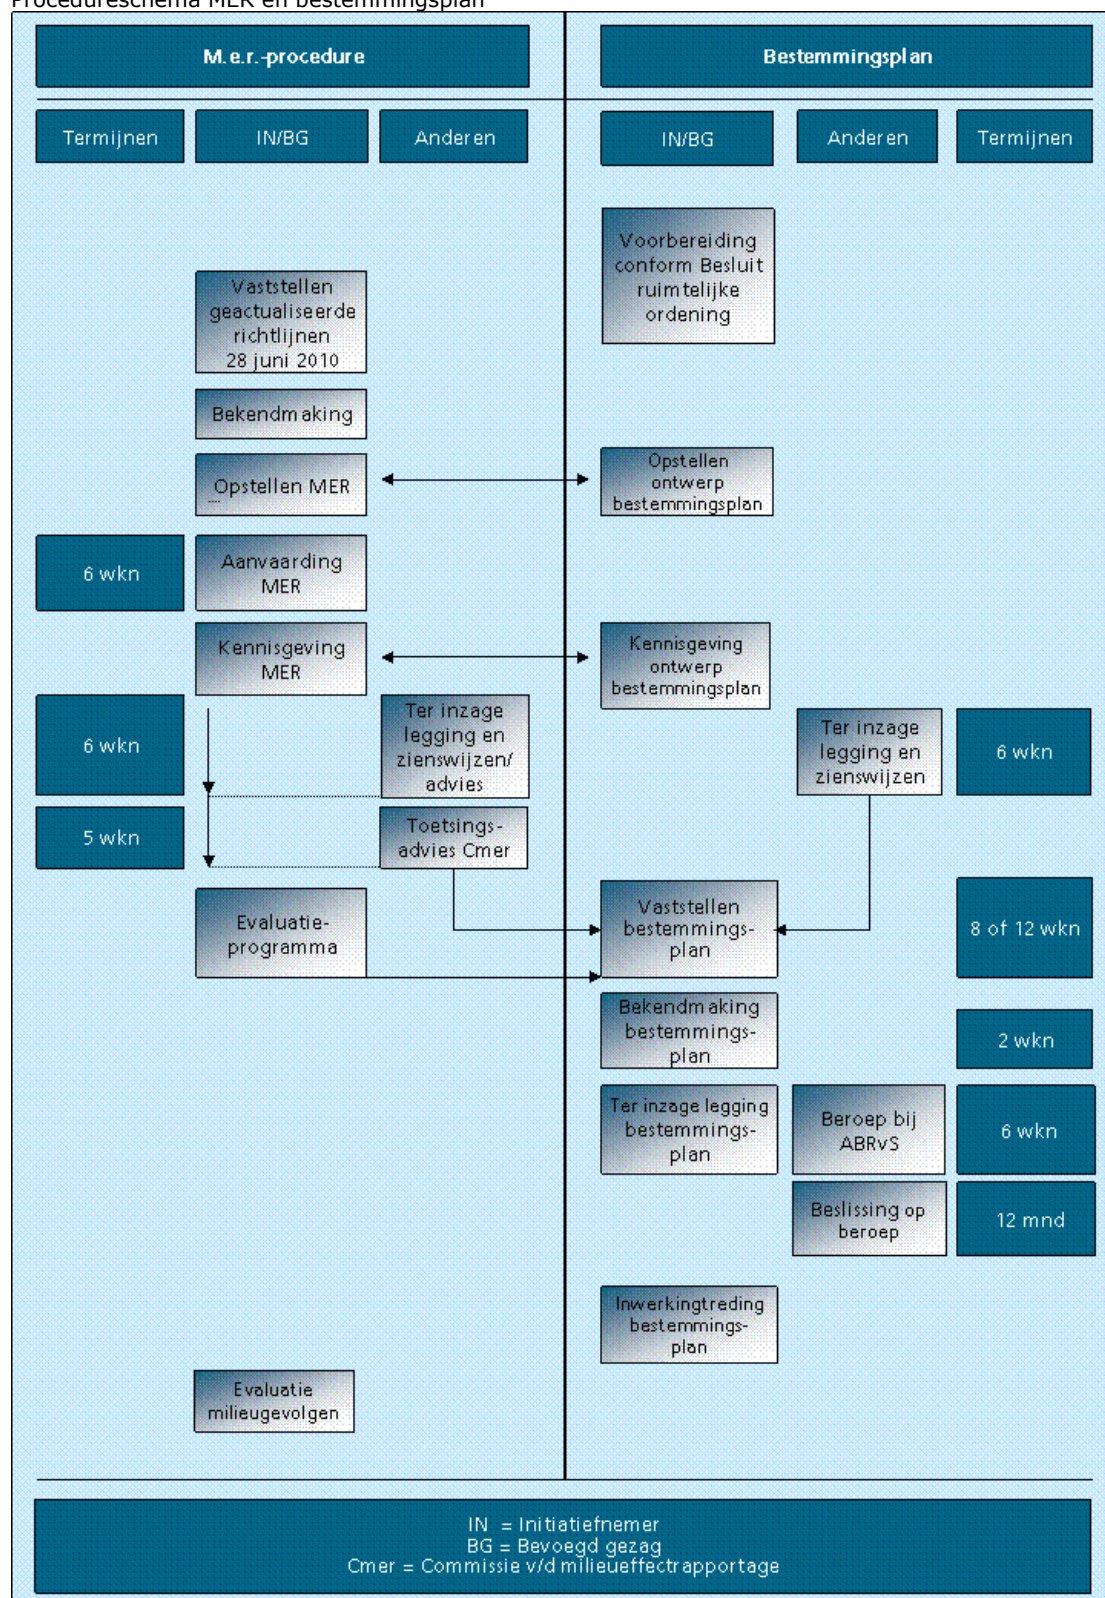 Procedureschema MER en bestemmingsplan
M.e.r.-procedure
Bestemmingsplan
Termijnen
IN/BG
Anderen
IN/BG
Anderen
Termijnen
Voorbereiding
conform Besluit
ruimtelijke
ordening
Vaststellen
geactualiseerde
richtlijnen
28 juni 2010
Bekendmaking
Opstellen MER
Opstellen
ontwerp
bestemmingsplan
6 wkn
Aanvaarding
MER
Kennisgeving
MER
Kennisgeving
ontwerp
bestemmingsplan
6 wkn
Ter inzage
legging en
zienswijzen/
advies
Ter inzage
legging en
zienswijzen
6 wkn
5 wkn
Toetsings-
advies Cmer
Evaluatie-
programma
Vaststellen
bestemmings-
plan
8 of 12 wkn
Bekendmaking
bestemmings-
plan
2 wkn
Ter inzage legging
bestemmings-
plan
Beroep bij
ABRvS
6 wkn
Beslissing op
beroep
12 mnd
Inwerkingtreding
bestemmings-
plan
Evaluatie
milieugevolgen
IN = Initiatiefnemer
BG = Bevoegd gezag
Cmer = Commissie v/d milieueffectrapportage